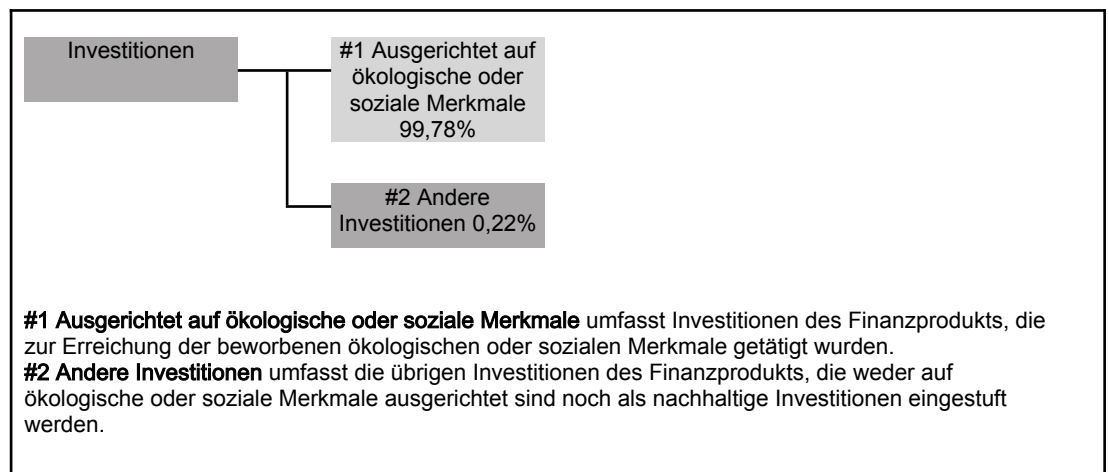 Investitionen
#1 Ausgerichtet auf
ökologische oder
soziale Merkmale
99,78%
#2 Andere
Investitionen 0,22%
#1 Ausgerichtet auf ökologische oder soziale Merkmale umfasst Investitionen des Finanzprodukts, die
zur Erreichung der beworbenen ökologischen oder sozialen Merkmale getätigt wurden.
#2 Andere Investitionen umfasst die übrigen Investitionen des Finanzprodukts, die weder auf
ökologische oder soziale Merkmale ausgerichtet sind noch als nachhaltige Investitionen eingestuft
werden.